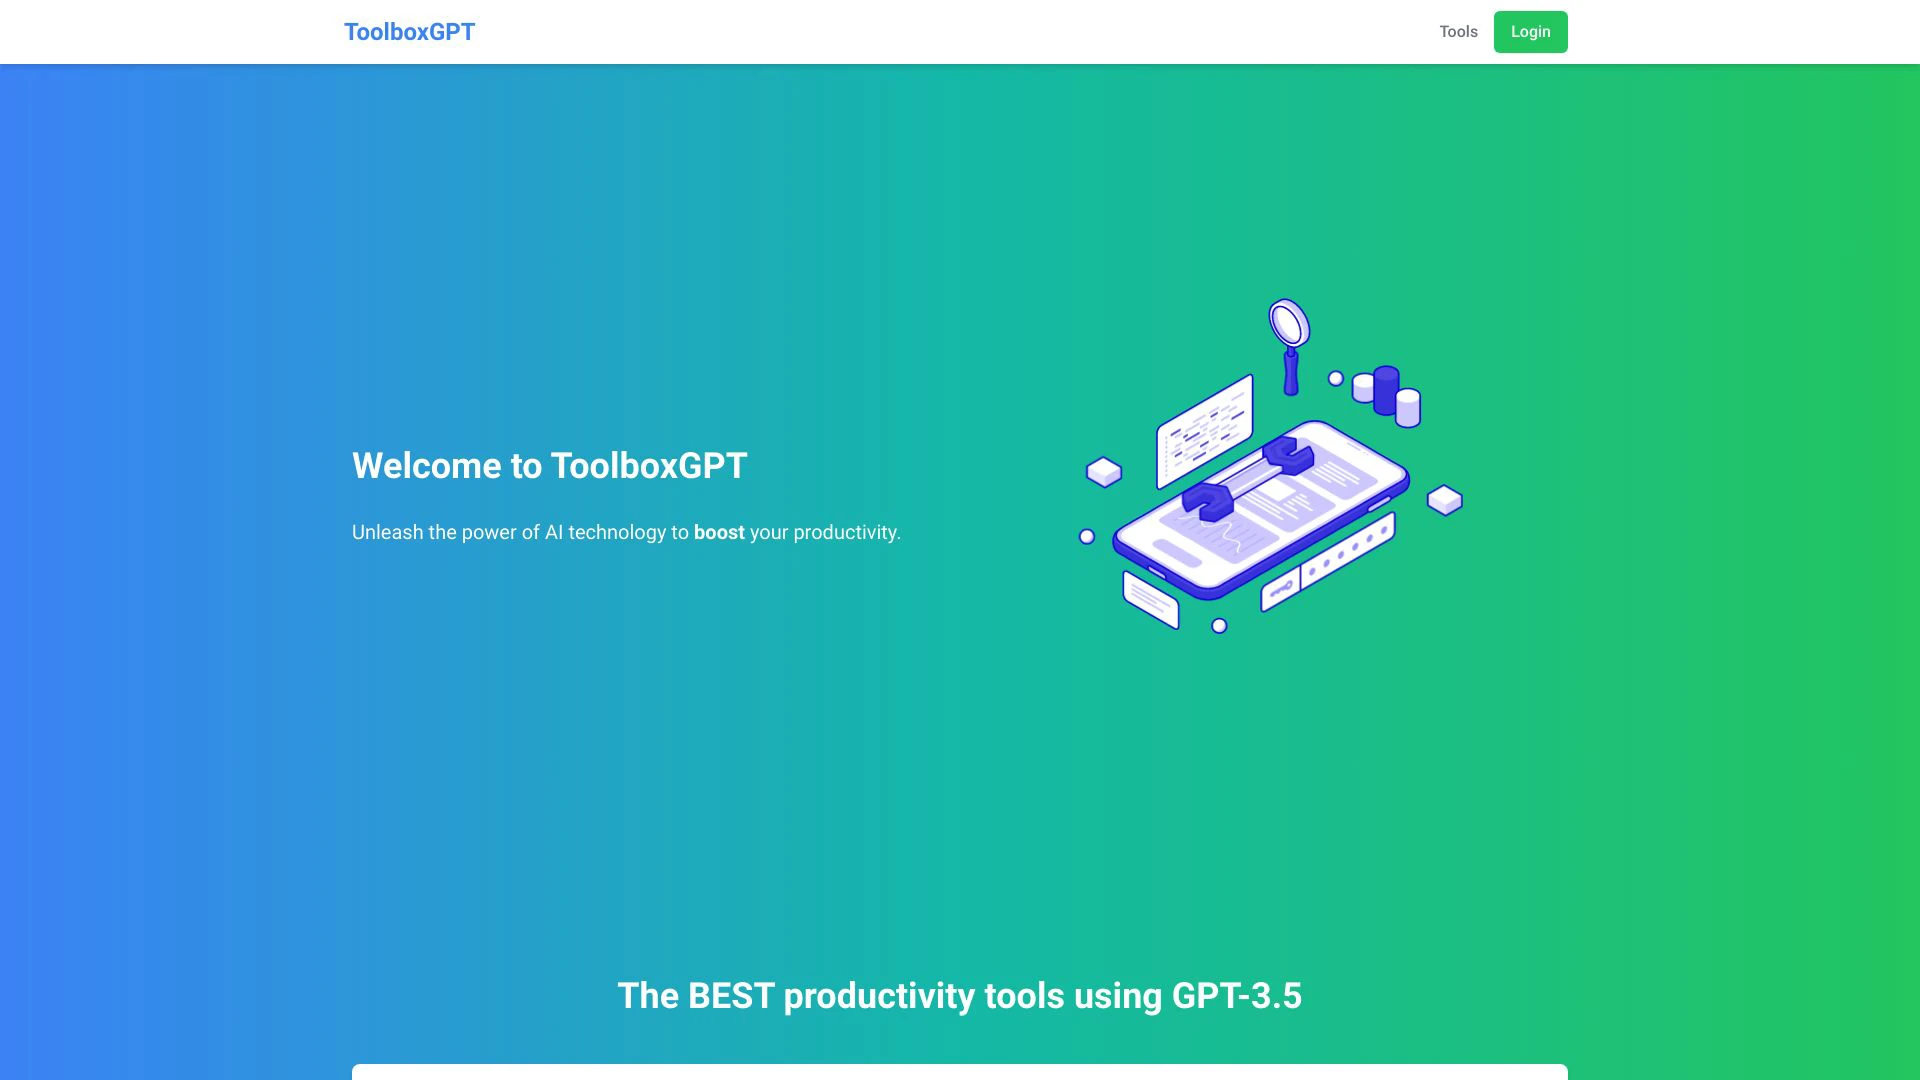 ToolboxGPT
Tools
Login
Welcome to ToolboxGPT
Unleash the power of AI technology to boost your productivity.
The BEST productivity tools using GPT-3.5